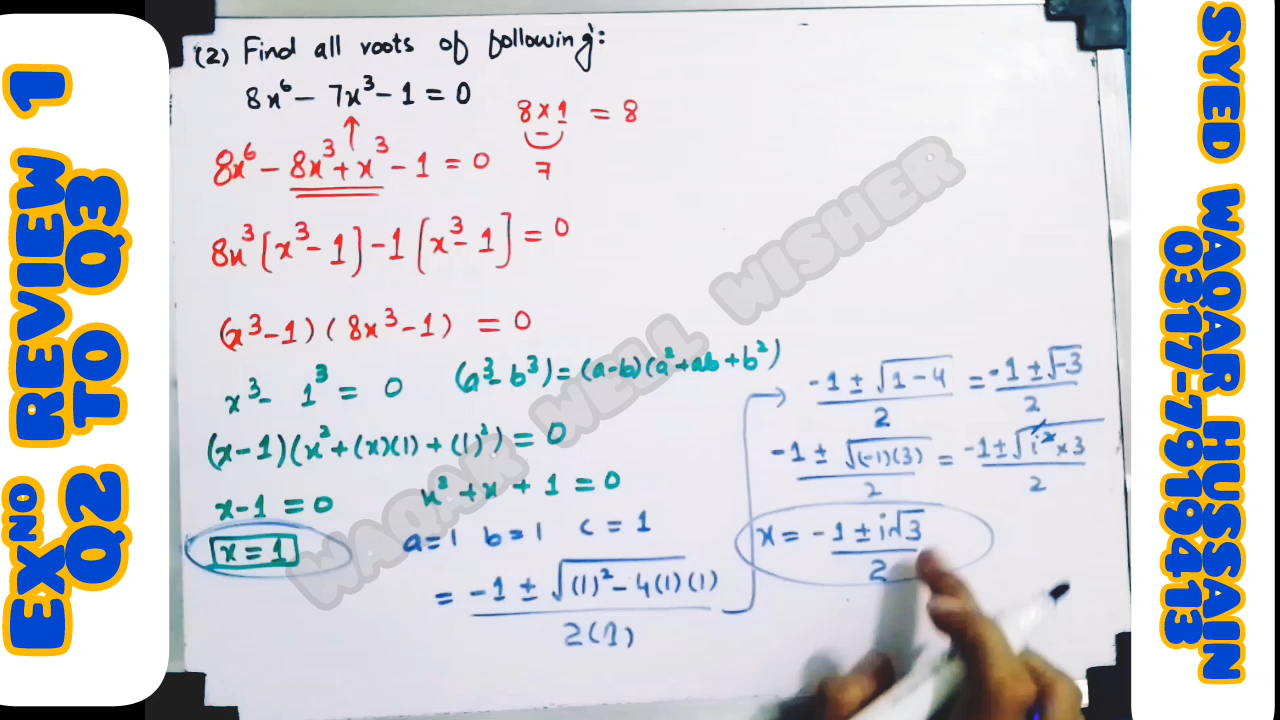 Ex NO REVIEW 1
Q2 TO Q3
(2) Find all roots of following:
8x⁶ - 7x³ - 1 = 0
8 x 1 = 8
-
7
8x⁶ - 8x³ + x³ - 1 = 0
8x³ [x³ - 1] - 1 [x³ - 1] = 0
(x³ - 1) ( 8x³ - 1) = 0
x³ - 1³ = 0
(a³ - b³) = (a-b)(a² + ab + b²)
(x-1)(x² + (x)(1) + (1)²) = 0
x-1 = 0
x² + x + 1 = 0
x = 1
a=1 b=1 c = 1
= -1 ± √(1)² - 4(1)(1)
2(1)
-1 ± √1-4 = -1 ± √-3
2 2
-1 ± √(-1)(3) = -1 ± √i² x 3
2 2
x = -1 ± i√3
2
WAQAR WELL WISHER
SYED WAQAR HUSSAIN
0317-7919413